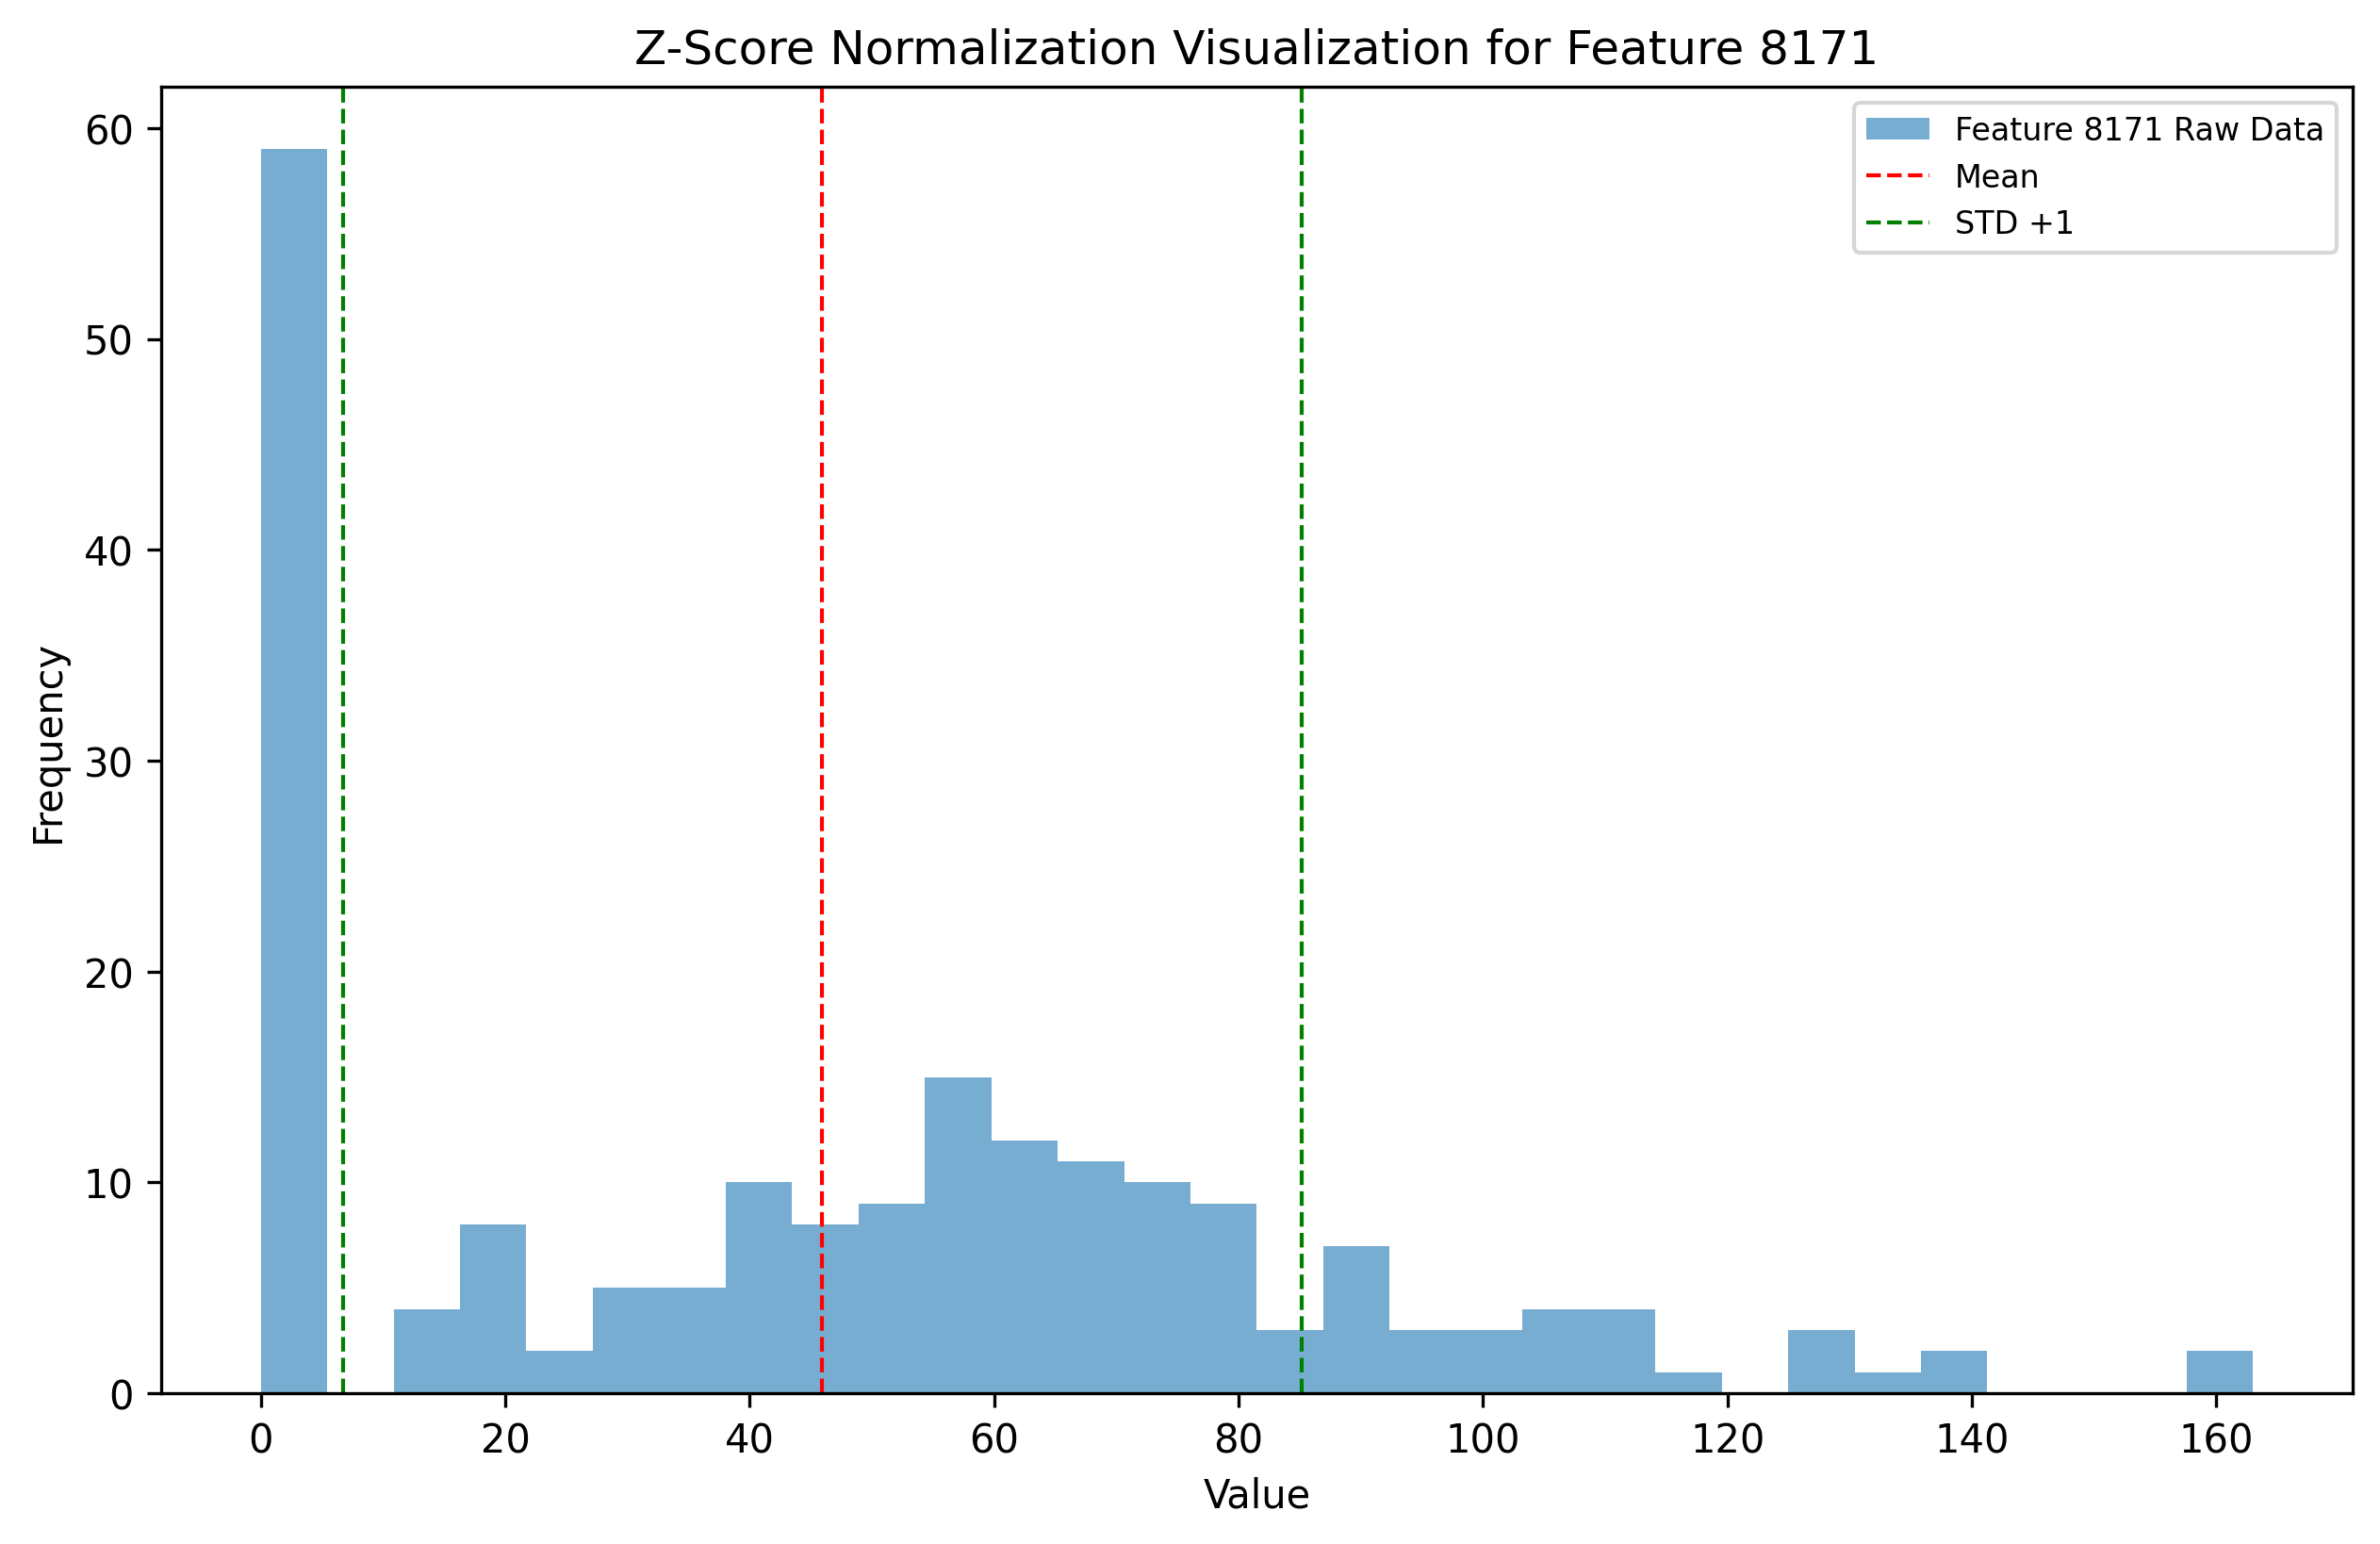 Z-Score Normalization Visualization for Feature 8171
Feature 8171 Raw Data
Mean
STD +1
60
50
40
30
20
10
0
Frequency
0 20 40 60 80 100 120 140 160
Value